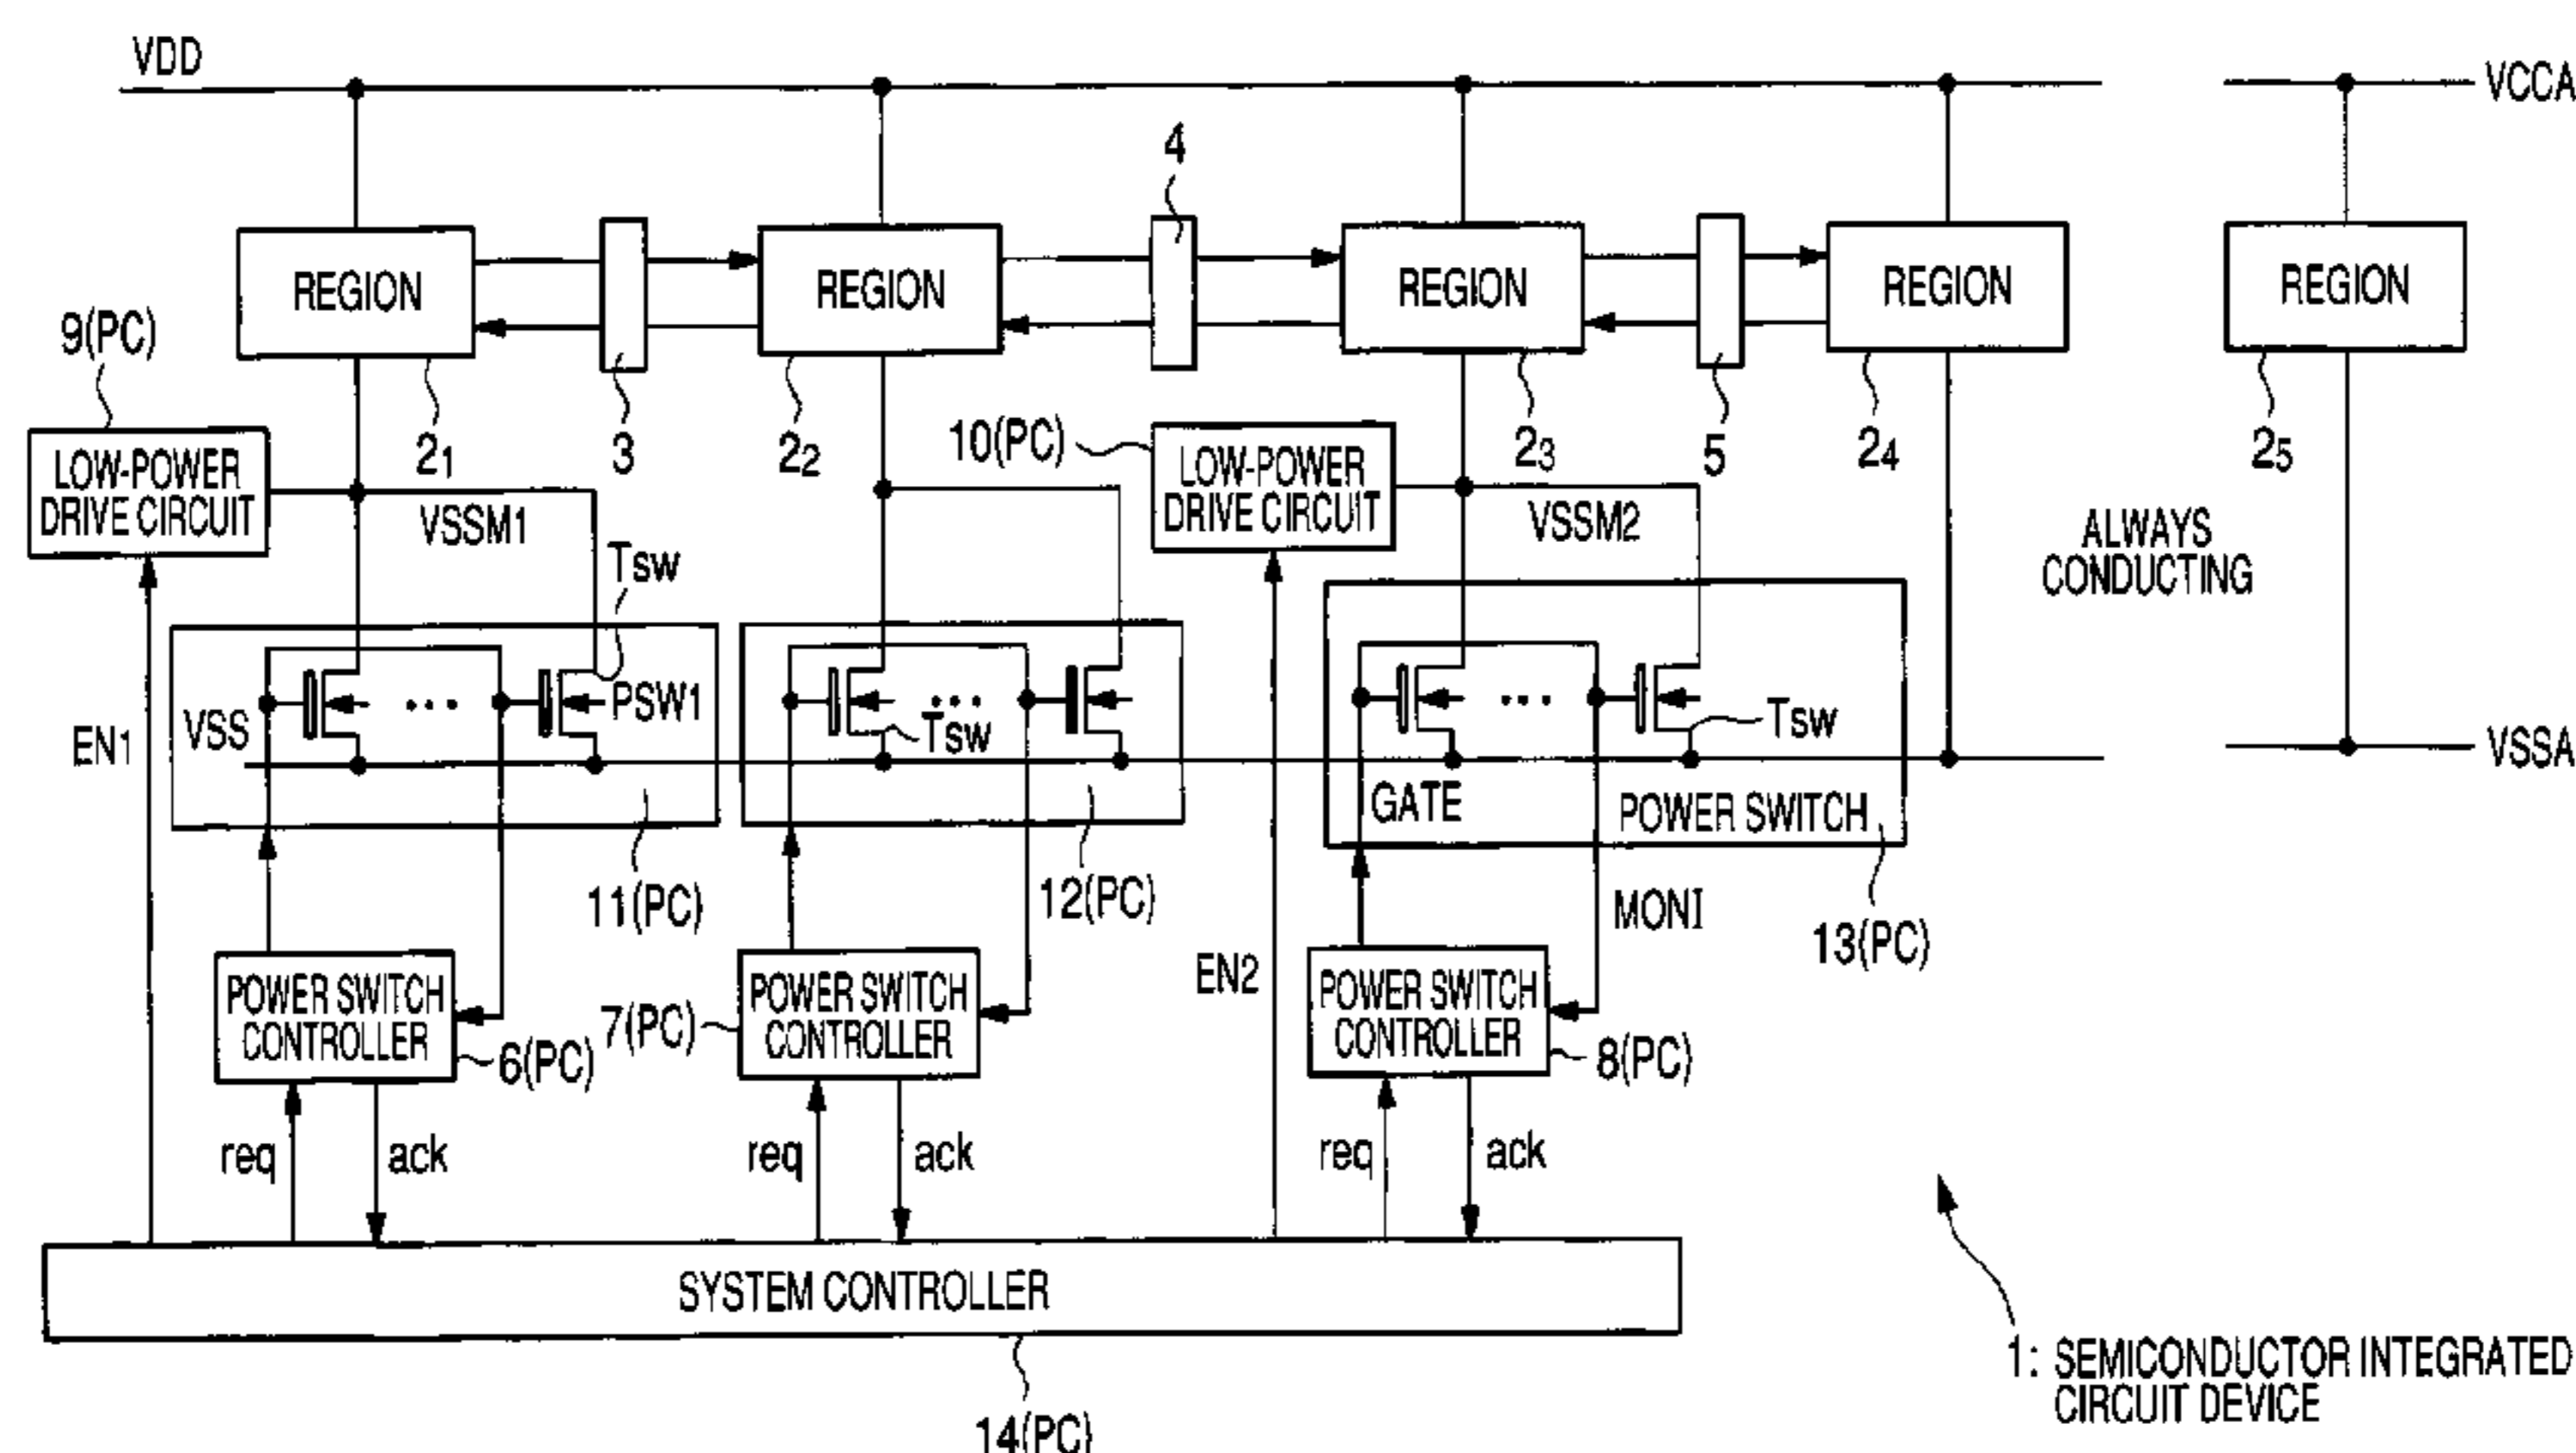 VDD
VCCA
4
REGION
REGION
REGION
REGION
REGION
9(PC)
21
3
22
10(PC)
23
5
24
25
LOW-POWER
DRIVE CIRCUIT
LOW-POWER
DRIVE CIRCUIT
VSSM1
VSSM2
ALWAYS
CONDUCTING
Tsw
VSS
PSW1
Tsw
Tsw
EN1
VSSA
GATE
POWER SWITCH
11(PC)
12(PC)
MONI
13(PC)
EN2
POWER SWITCH
CONTROLLER
6(PC)
7(PC)
POWER SWITCH
CONTROLLER
POWER SWITCH
CONTROLLER
8(PC)
req
ack
req
ack
req
ack
SYSTEM CONTROLLER
14(PC)
1: SEMICONDUCTOR INTEGRATED
CIRCUIT DEVICE